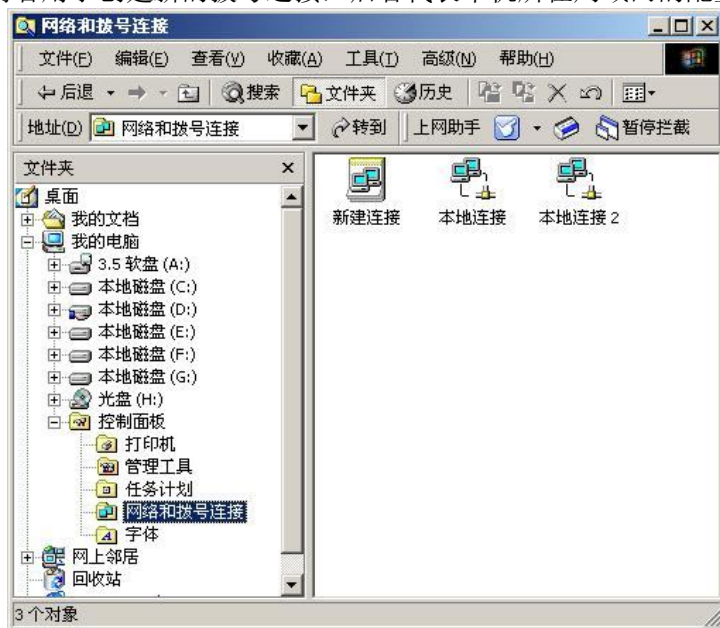 网络和拨号连接
文件(F) 编辑(E) 查看(V) 收藏(A) 工具(T) 高级(N) 帮助(H)
后退 搜索 文件夹 历史
地址(D) 网络和拨号连接 转到 上网助手 暂停拦截
文件夹
桌面
我的文档
我的电脑
3.5 软盘 (A:)
本地磁盘 (C:)
本地磁盘 (D:)
本地磁盘 (E:)
本地磁盘 (F:)
本地磁盘 (G:)
光盘 (H:)
控制面板
打印机
管理工具
任务计划
网络和拨号连接
字体
网上邻居
回收站
新建连接 本地连接 本地连接 2
3 个对象